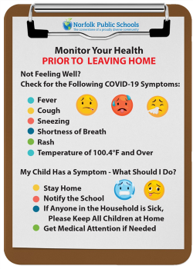 Norfolk Public Schools
Monitor Your Health
PRIOR TO LEAVING HOME
Not Feeling Well?
Check for the Following COVID-19 Symptoms:
Fever
Cough
Sneezing
Shortness of Breath
Rash
Temperature of 100.4°F and Over
My Child Has a Symptom - What Should I Do?
Stay Home
Notify the School
If Anyone in the Household is Sick,
Please Keep All Children at Home
Get Medical Attention if Needed